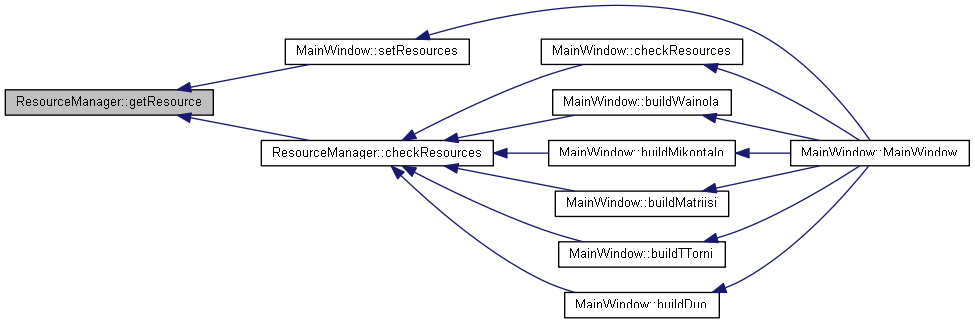 MainWindow::setResources
MainWindow::checkResources
ResourceManager::getResource
MainWindow::buildWainola
ResourceManager::checkResources
MainWindow::buildMikontalo
MainWindow::MainWindow
MainWindow::buildMatriisi
MainWindow::buildTTorni
MainWindow::buildDuo